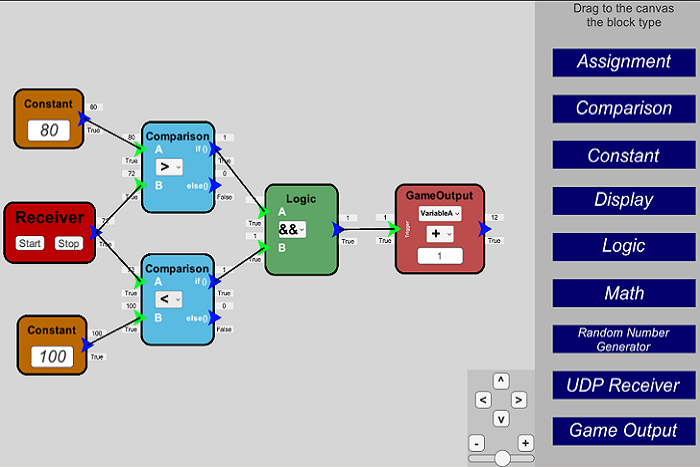 Drag to the canvas
the block type
Assignment
Comparison
Constant
Display
Logic
Math
Random Number
Generator
UDP Receiver
Game Output
Constant
80
80
True
Comparison
80
A
if ()
1
True
>
True
72
B
else()
0
True
False
Receiver
Start
Stop
True
Comparison
A
if ()
1
True
<
True
100
B
else()
0
True
False
Constant
100
100
True
Logic
1
A
True
&&
1
B
True
1
True
GameOutput
VariableA
1
Trigger
True
+
1
12
True
^
<
>
v
-
+